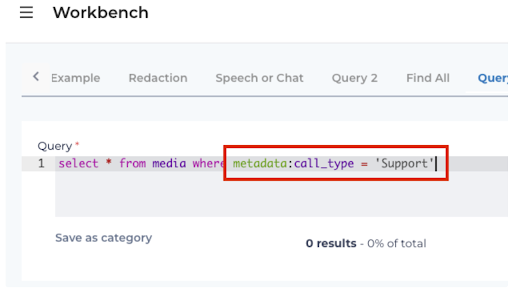 Workbench
Example Redaction Speech or Chat Query 2 Find All Query
Query *
1 select * from media where metadata:call_type = 'Support'
Save as category
0 results - 0% of total